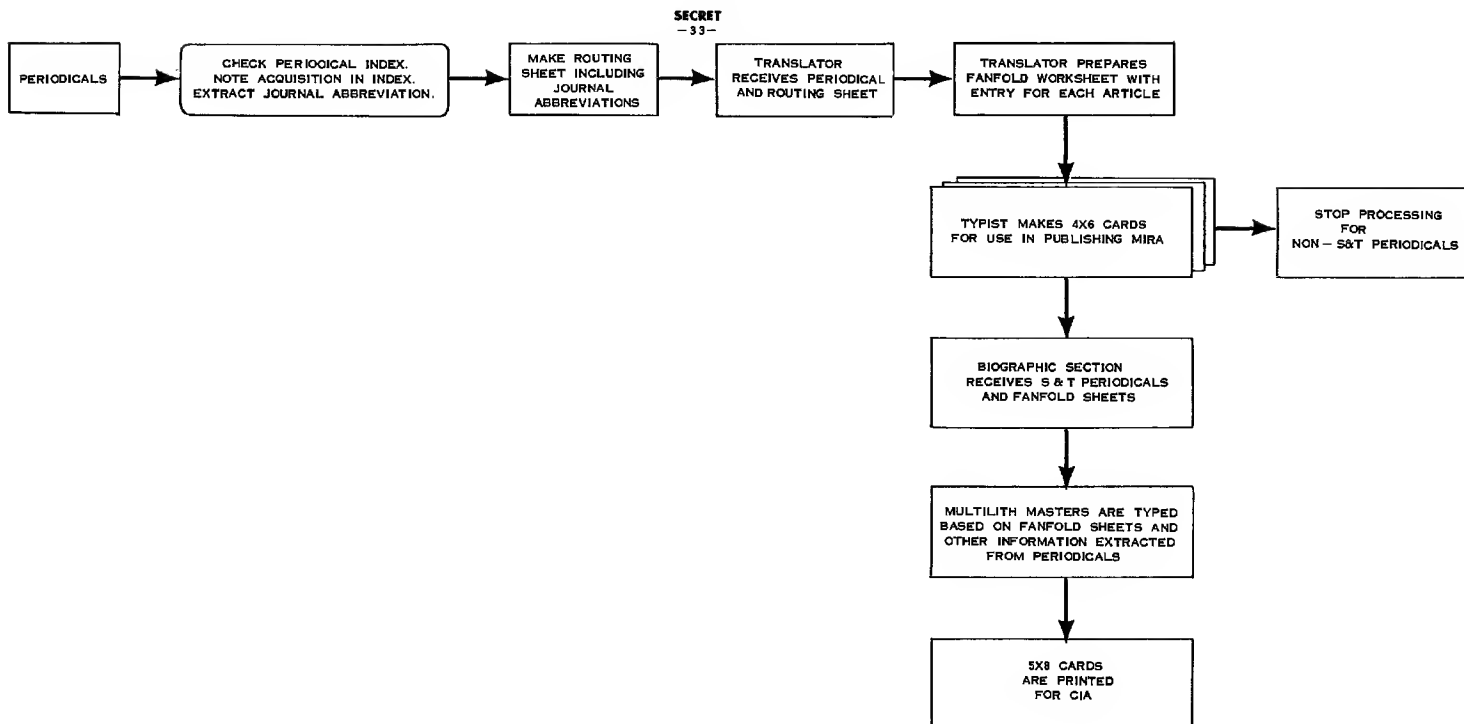 SECRET
-33-
PERIODICALS
CHECK PERIODICAL INDEX.
NOTE ACQUISITION IN INDEX.
EXTRACT JOURNAL ABBREVIATION.
MAKE ROUTING
SHEET INCLUDING
JOURNAL
ABBREVIATIONS
TRANSLATOR
RECEIVES PERIODICAL
AND ROUTING SHEET
TRANSLATOR PREPARES
FANFOLD WORKSHEET WITH
ENTRY FOR EACH ARTICLE
TYPIST MAKES 4X6 CARDS
FOR USE IN PUBLISHING MIRA
STOP PROCESSING
FOR
NON-S&T PERIODICALS
BIOGRAPHIC SECTION
RECEIVES S & T PERIODICALS
AND FANFOLD SHEETS
MULTILITH MASTERS ARE TYPED
BASED ON FANFOLD SHEETS AND
OTHER INFORMATION EXTRACTED
FROM PERIODICALS
5X8 CARDS
ARE PRINTED
FOR CIA